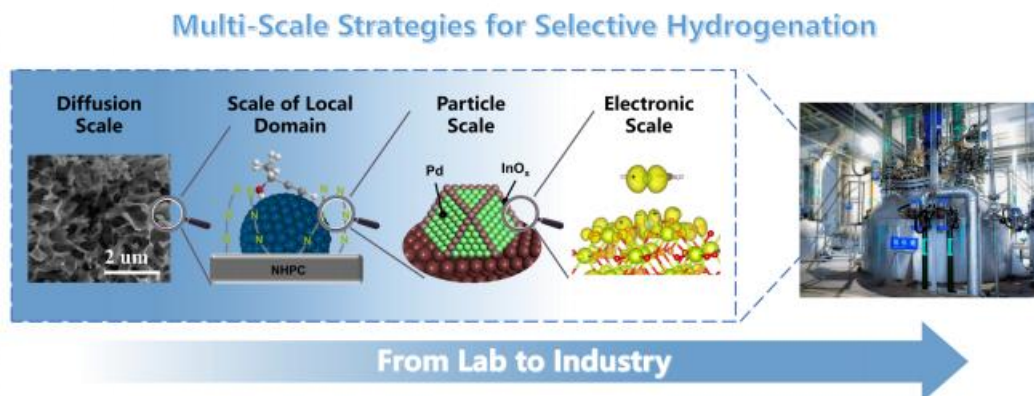 Multi-Scale Strategies for Selective Hydrogenation
Diffusion
Scale
Scale of Local
Domain
Particle
Scale
Electronic
Scale
2 um
N
N
N
N
N
N
N
NHPC
Pd
InOₓ
From Lab to Industry